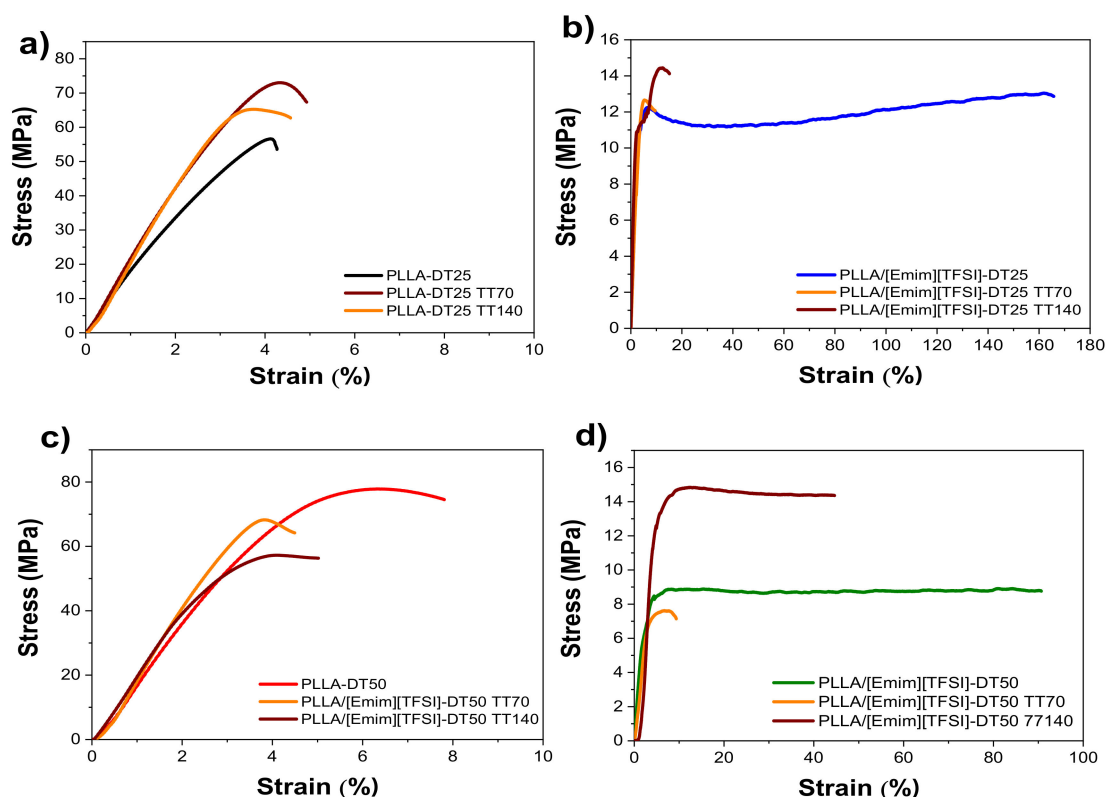 a)
Stress (MPa)
80
70
60
50
40
30
20
10
0
PLLA-DT25
PLLA-DT25 TT70
PLLA-DT25 TT140
0 2 4 6 8 10
Strain (%)
b)
Stress (MPa)
16
14
12
10
8
6
4
2
0
PLLA/[Emim][TFSI]-DT25
PLLA/[Emim][TFSI]-DT25 TT70
PLLA/[Emim][TFSI]-DT25 TT140
0 20 40 60 80 100 120 140 160 180
Strain (%)
c)
Stress (MPa)
80
60
40
20
0
PLLA-DT50
PLLA/[Emim][TFSI]-DT50 TT70
PLLA/[Emim][TFSI]-DT50 TT140
0 2 4 6 8 10
Strain (%)
d)
Stress (MPa)
16
14
12
10
8
6
4
2
0
PLLA/[Emim][TFSI]-DT50
PLLA/[Emim][TFSI]-DT50 TT70
PLLA/[Emim][TFSI]-DT50 77140
0 20 40 60 80 100
Strain (%)